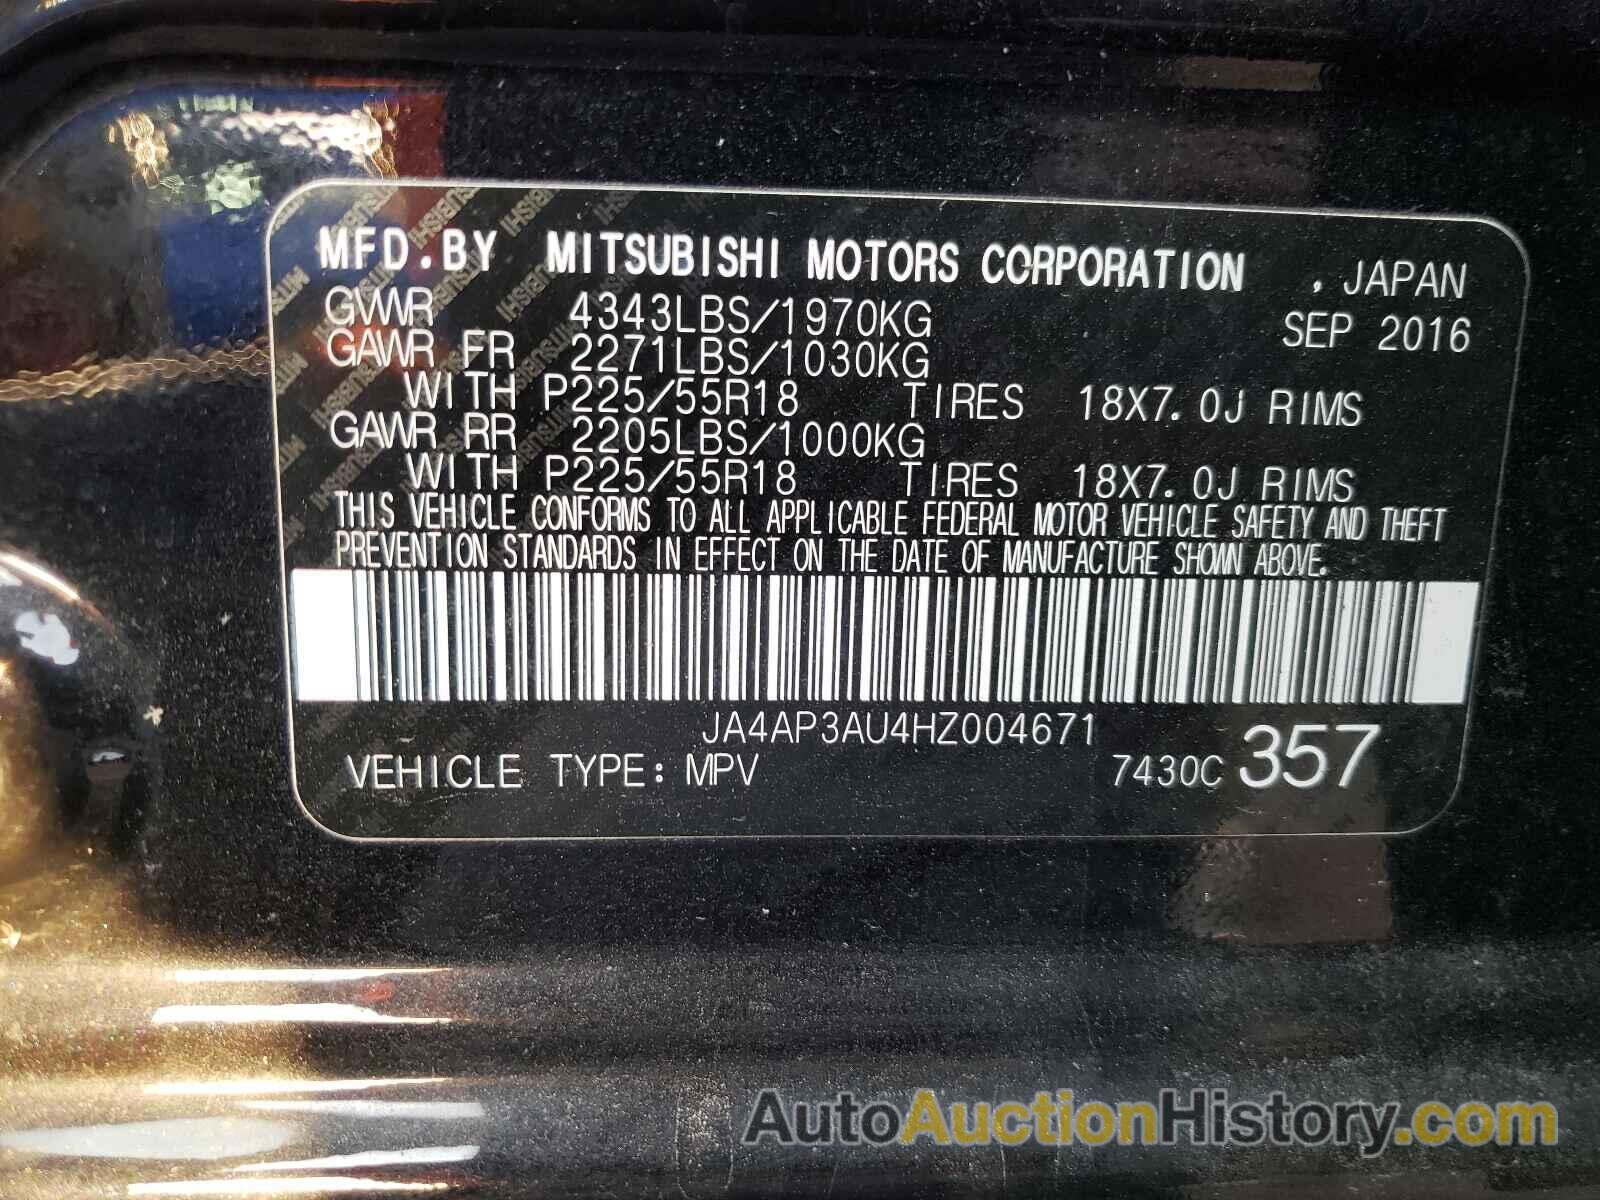 MFD.BY MITSUBISHI MOTORS CORPORATION , JAPAN
GVWR 4343LBS/1970KG SEP 2016
GAWR FR 2271LBS/1030KG
WITH P225/55R18 TIRES 18X7.0J RIMS
GAWR RR 2205LBS/1000KG
WITH P225/55R18 TIRES 18X7.0J RIMS
THIS VEHICLE CONFORMS TO ALL APPLICABLE FEDERAL MOTOR VEHICLE SAFETY AND THEFT
PREVENTION STANDARDS IN EFFECT ON THE DATE OF MANUFACTURE SHOWN ABOVE.
JA4AP3AU4HZ004671
VEHICLE TYPE: MPV 7430C 357
AutoAuctionHistory.com